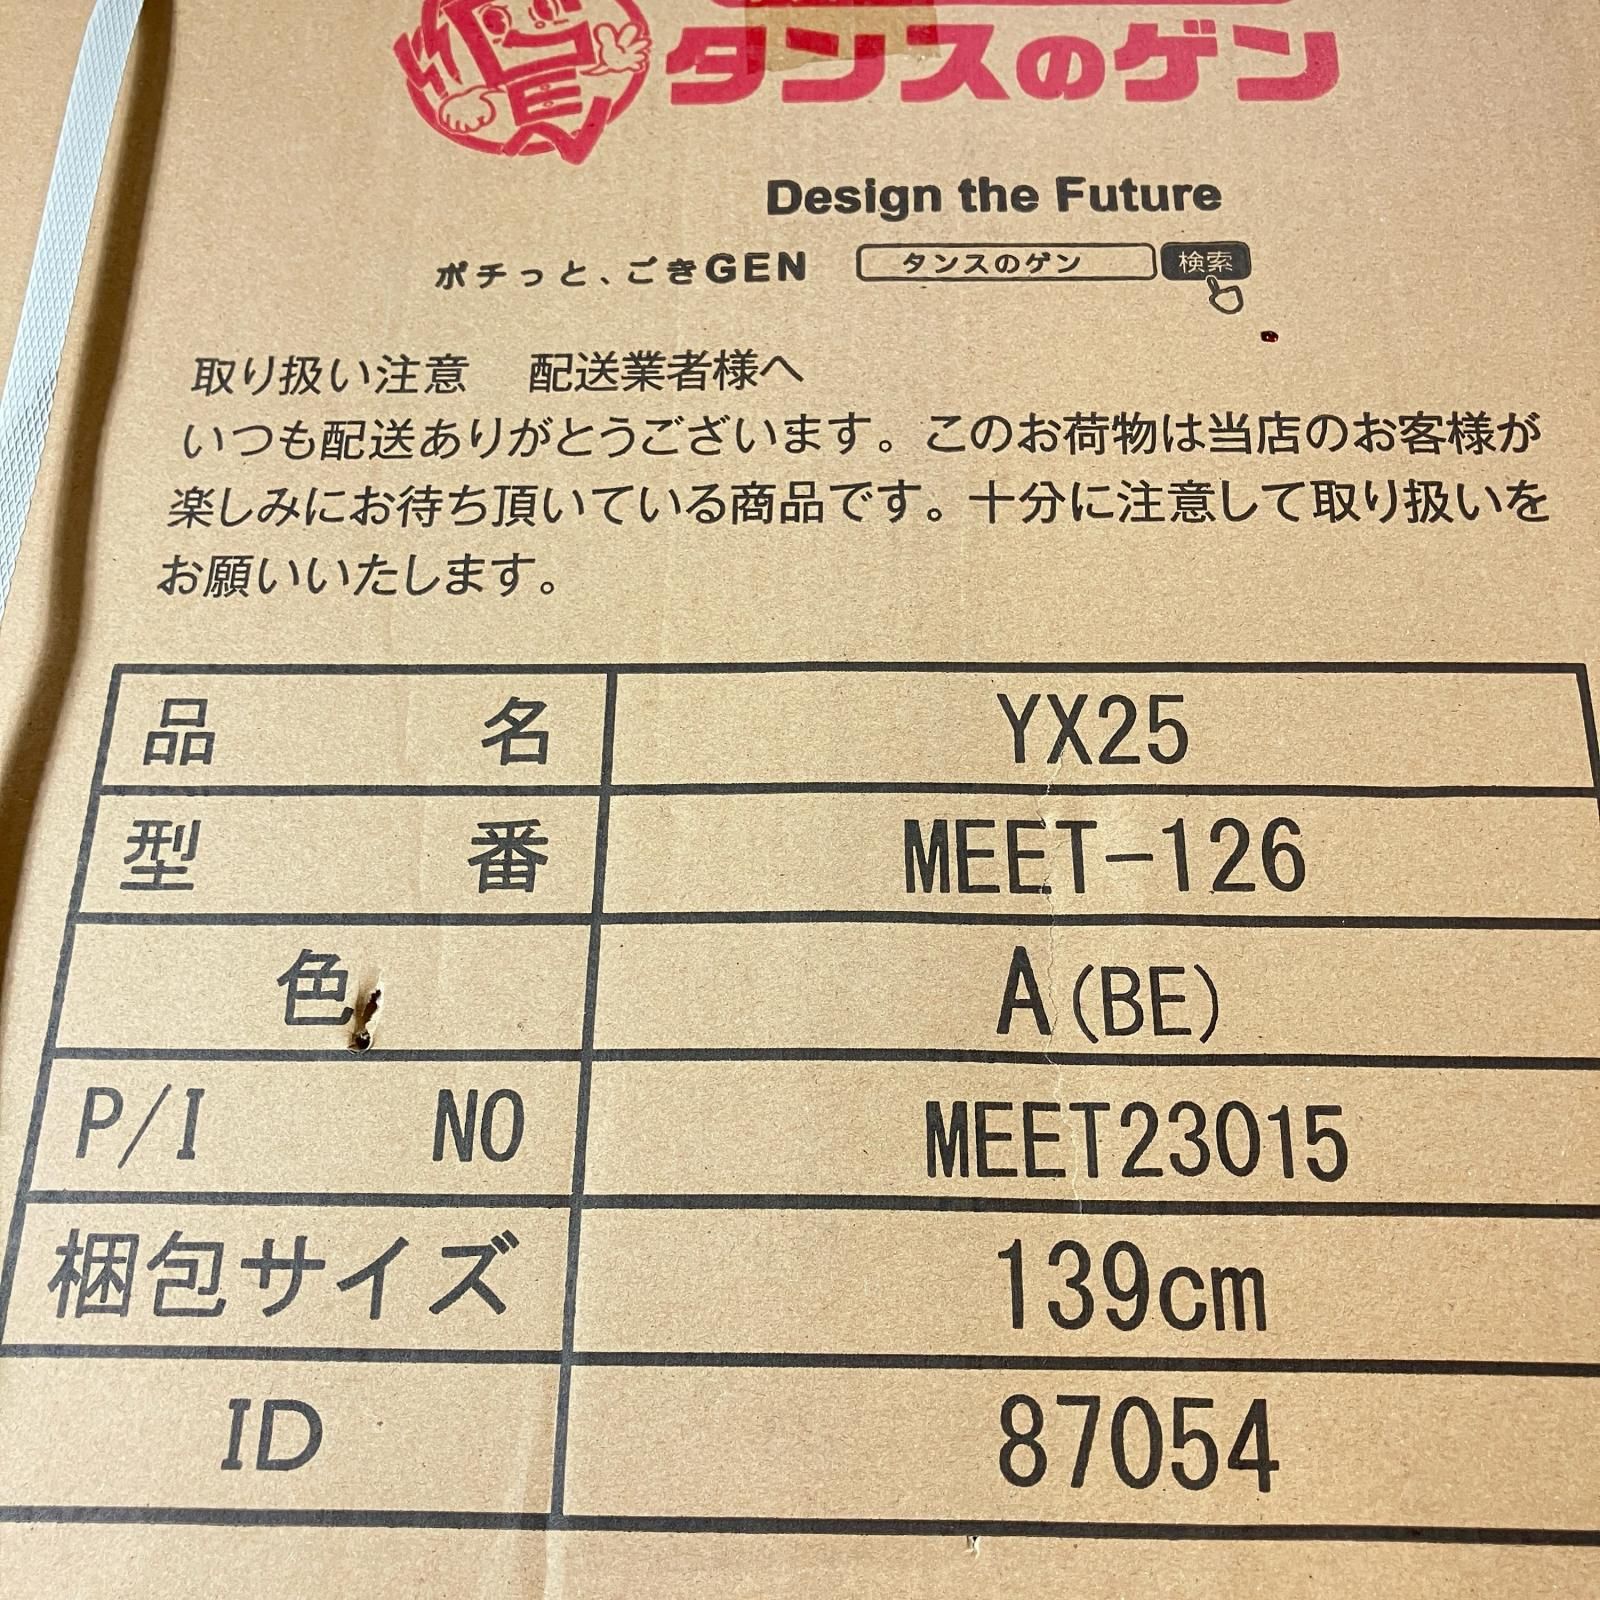 タンスのゲン
Design the Future
ポチっと、ごきGEN タンスのゲン 検索
取り扱い注意 配送業者様へ
いつも配送ありがとうございます。このお荷物は当店のお客様が
楽しみにお待ち頂いている商品です。十分に注意して取り扱いを
お願いいたします。
品名 YX25
型番 MEET-126
色 A(BE)
P/I NO MEET23015
梱包サイズ 139cm
ID 87054